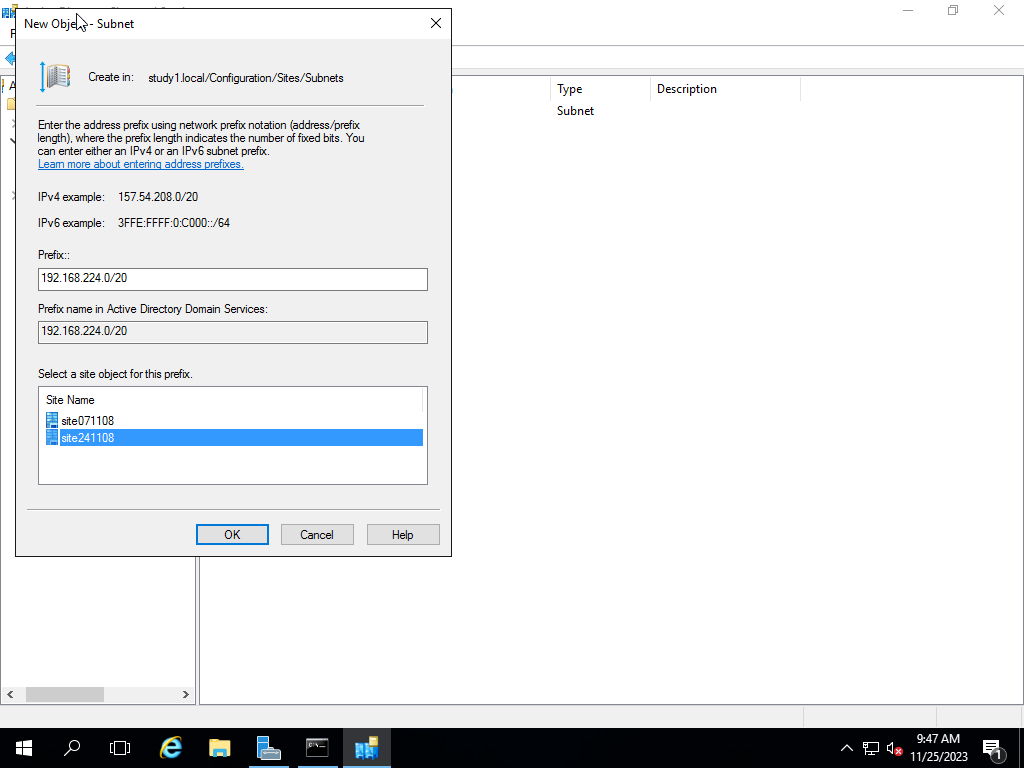 New Object - Subnet
Create in: study1.local/Configuration/Sites/Subnets
Enter the address prefix using network prefix notation (address/prefix
length), where the prefix length indicates the number of fixed bits. You
can enter either an IPv4 or an IPv6 subnet prefix.
Learn more about entering address prefixes.
IPv4 example: 157.54.208.0/20
IPv6 example: 3FFE:FFFF:0:C000::/64
Prefix::
192.168.224.0/20
Prefix name in Active Directory Domain Services:
192.168.224.0/20
Select a site object for this prefix.
Site Name
site071108
site241108
OK Cancel Help
Type Description
Subnet
9:47 AM
11/25/2023
1